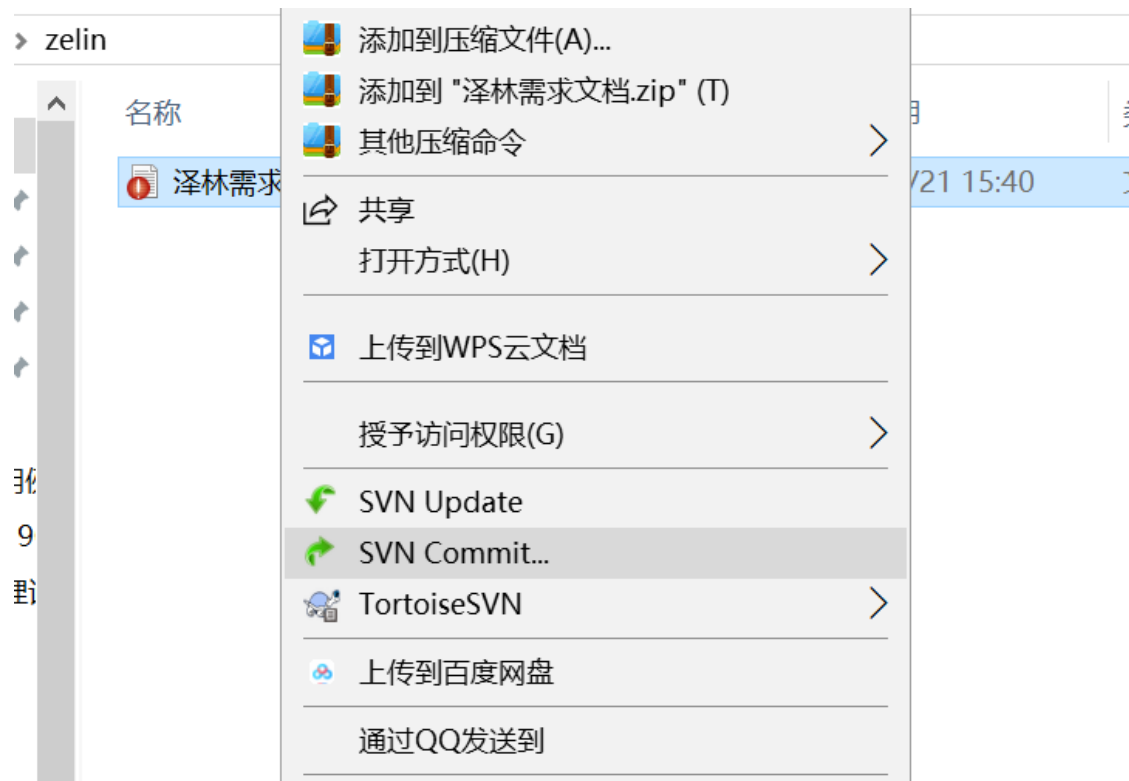 zelin
添加到压缩文件(A)...
添加到 "泽林需求文档.zip" (T)
名称
其他压缩命令
泽林需求
/21 15:40
共享
打开方式(H)
上传到WPS云文档
授予访问权限(G)
SVN Update
9
SVN Commit...
TortoiseSVN
上传到百度网盘
通过QQ发送到